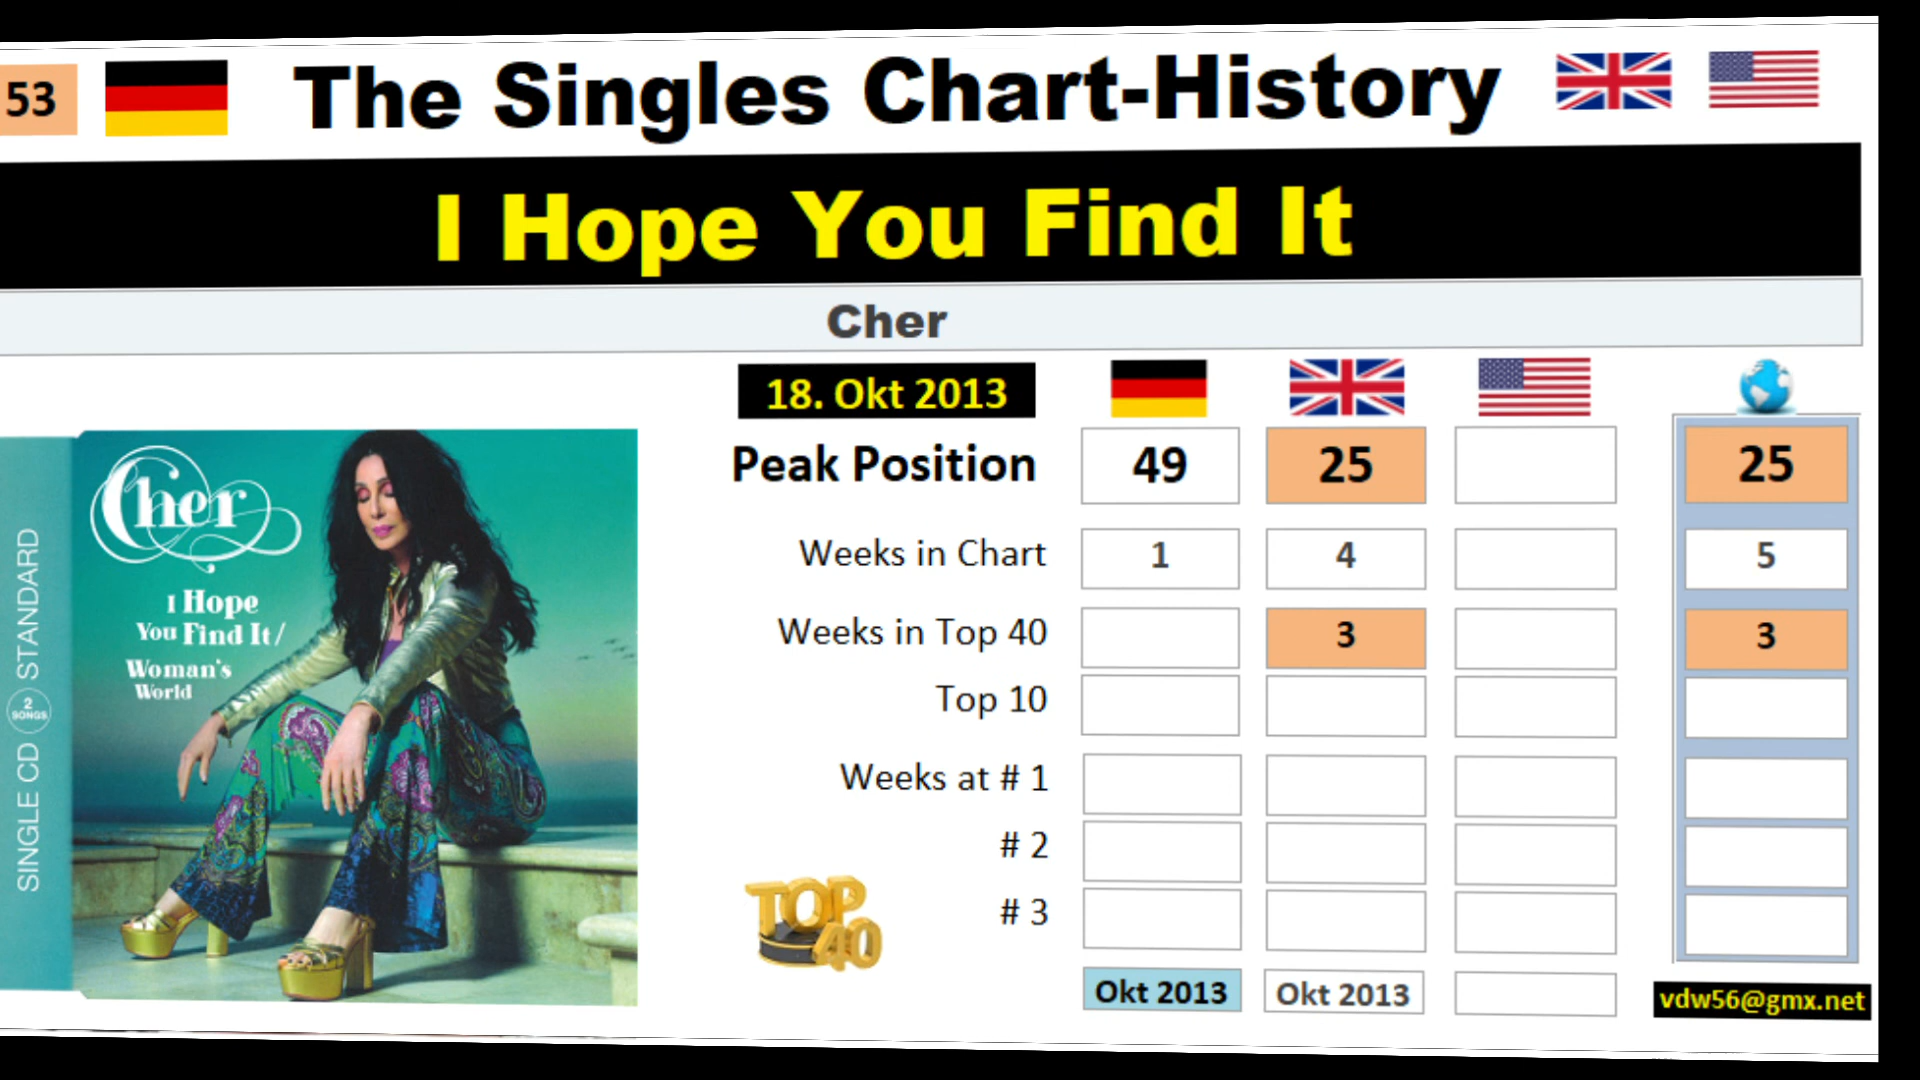 53
The Singles Chart-History
I Hope You Find It
Cher
18. Okt 2013
Peak Position 49 25 25
Weeks in Chart 1 4 5
Weeks in Top 40 3 3
Top 10
Weeks at # 1
# 2
# 3
Okt 2013 Okt 2013
vdw56@gmx.net
SINGLE CD 2 SONGS STANDARD
Cher
I Hope
You Find It/
Woman's
World
TOP
40